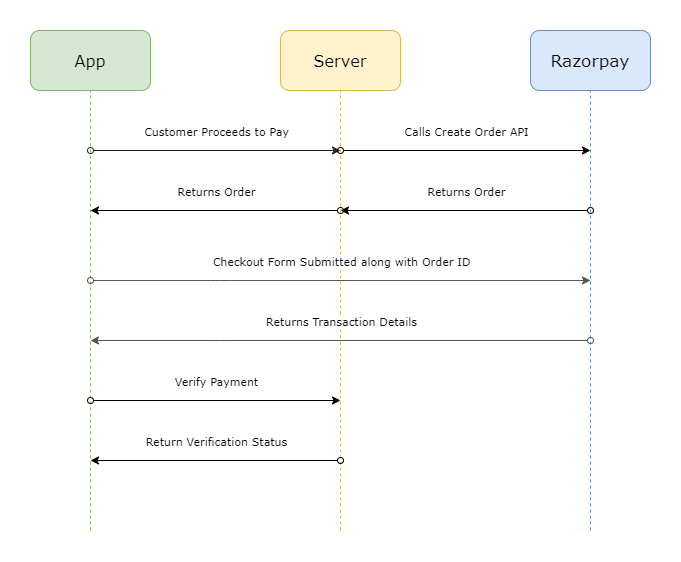 App
Server
Razorpay
Customer Proceeds to Pay
Calls Create Order API
Returns Order
Returns Order
Checkout Form Submitted along with Order ID
Returns Transaction Details
Verify Payment
Return Verification Status